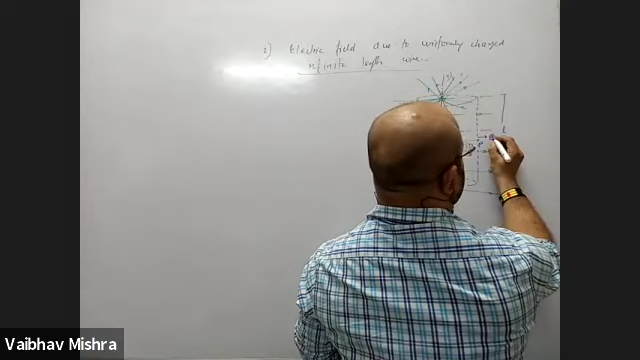 i) Electric field due to uniformly charged
infinite length wire..
l
P
Vaibhav Mishra